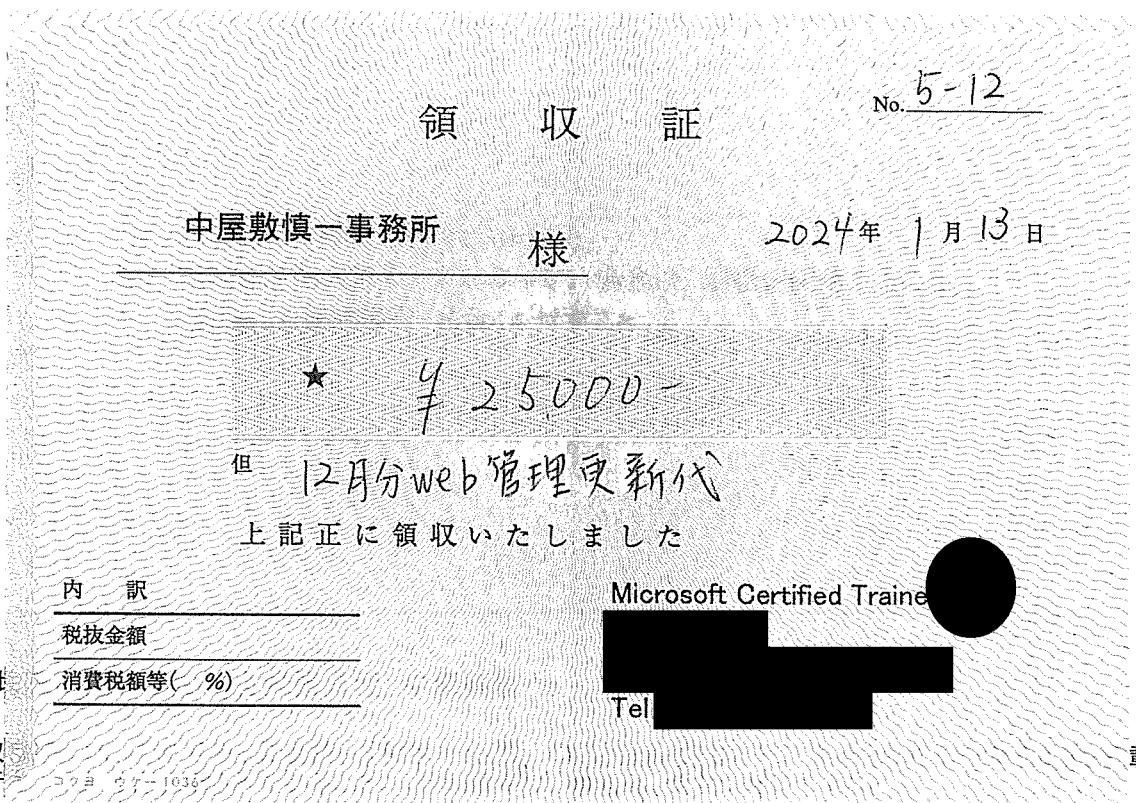 No. 5-12
領収証
中屋敷慎一事務所 様
2024年 1月 13日
★ ¥25,000-
但 12月分web管理更新代
上記正に領収いたしました
内訳
税抜金額
消費税額等( %)
Microsoft Certified Traine
Tel
コクヨ ウケ-1036